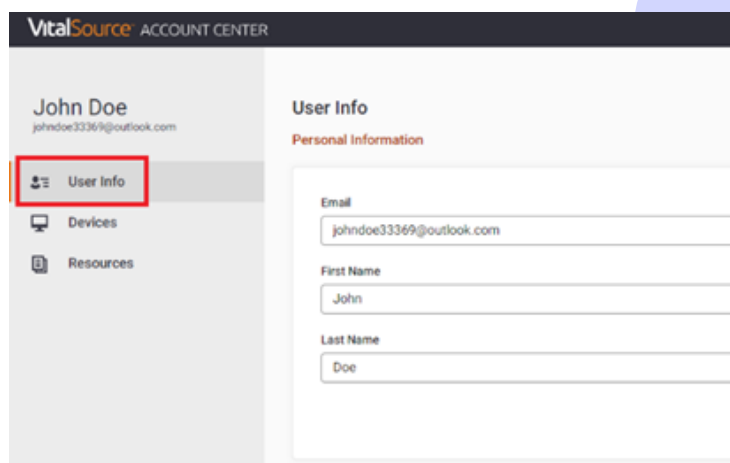 VitalSource ACCOUNT CENTER
John Doe
johndoe33369@outlook.com
User Info
Devices
Resources
User Info
Personal Information
Email
johndoe33369@outlook.com
First Name
John
Last Name
Doe